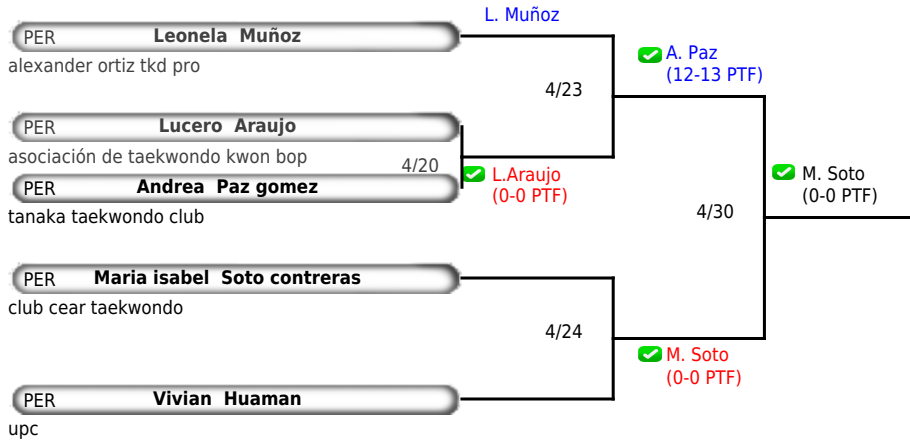 L. Muñoz
PER Leonela Muñoz
alexander ortiz tkd pro
A. Paz
(12-13 PTF)
4/23
PER Lucero Araujo
asociación de taekwondo kwon bop
4/20
L.Araujo
(0-0 PTF)
PER Andrea Paz gomez
tanaka taekwondo club
M. Soto
(0-0 PTF)
4/30
PER Maria isabel Soto contreras
club cear taekwondo
4/24
M. Soto
(0-0 PTF)
PER Vivian Huaman
upc